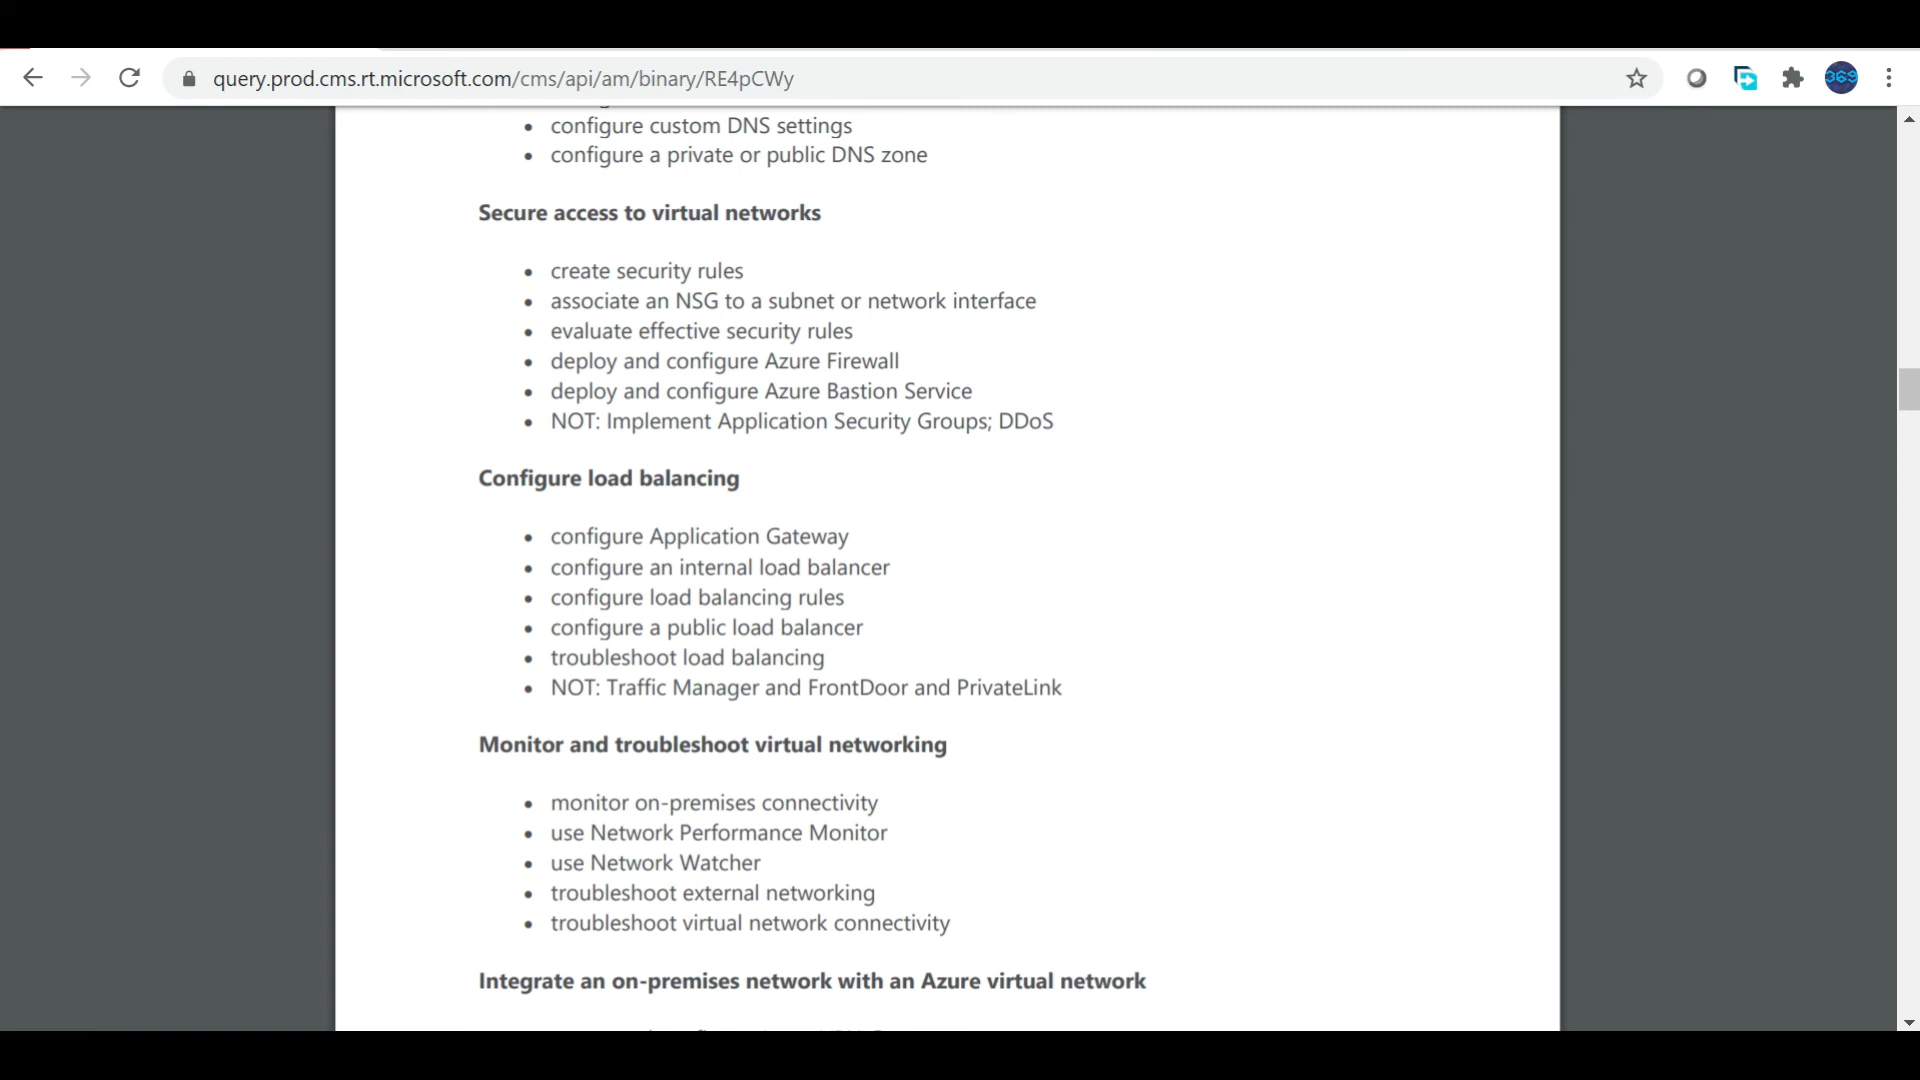 query.prod.cms.rt.microsoft.com/cms/api/am/binary/RE4pCWy
369
• configure custom DNS settings
• configure a private or public DNS zone
Secure access to virtual networks
• create security rules
• associate an NSG to a subnet or network interface
• evaluate effective security rules
• deploy and configure Azure Firewall
• deploy and configure Azure Bastion Service
• NOT: Implement Application Security Groups; DDoS
Configure load balancing
• configure Application Gateway
• configure an internal load balancer
• configure load balancing rules
• configure a public load balancer
• troubleshoot load balancing
• NOT: Traffic Manager and FrontDoor and PrivateLink
Monitor and troubleshoot virtual networking
• monitor on-premises connectivity
• use Network Performance Monitor
• use Network Watcher
• troubleshoot external networking
• troubleshoot virtual network connectivity
Integrate an on-premises network with an Azure virtual network